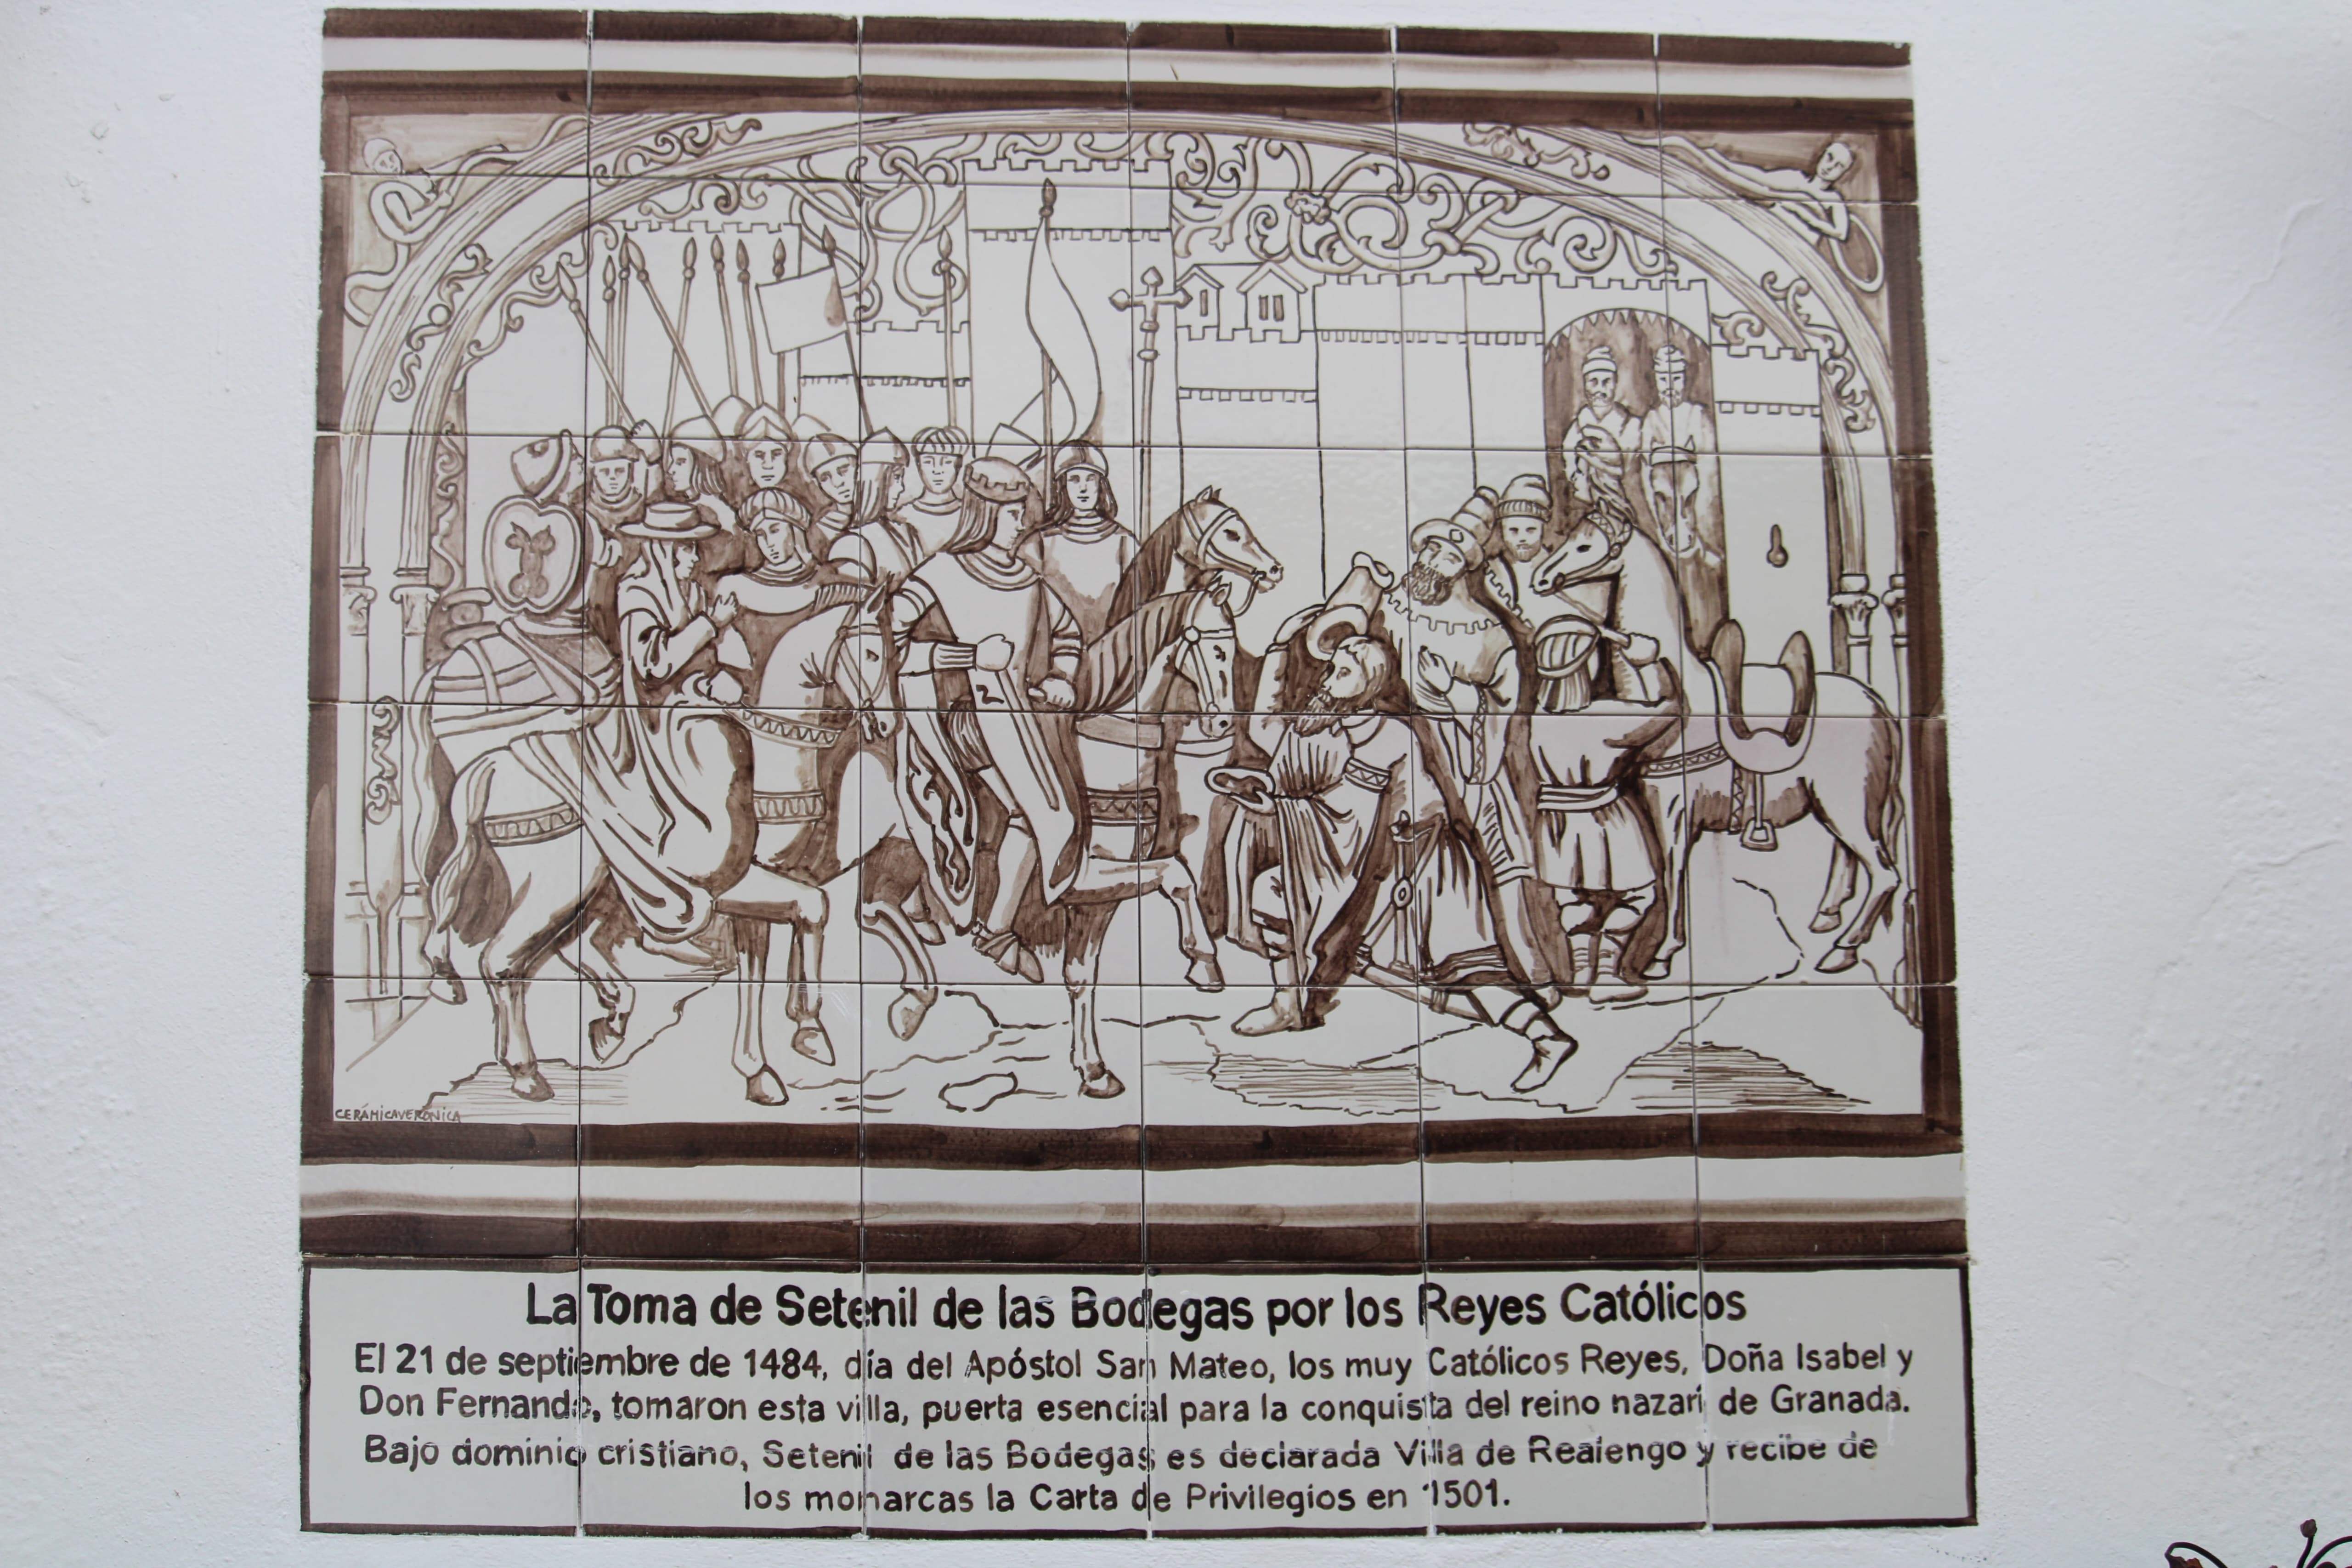 CERÁMICAVERÓNICA
La Toma de Setenil de las Bodegas por los Reyes Católicos
El 21 de septiembre de 1484, día del Apóstol San Mateo, los muy Católicos Reyes, Doña Isabel y
Don Fernando, tomaron esta villa, puerta esencial para la conquista del reino nazarí de Granada.
Bajo dominio cristiano, Setenil de las Bodegas es declarada Villa de Realengo y recibe de
los monarcas la Carta de Privilegios en 1501.